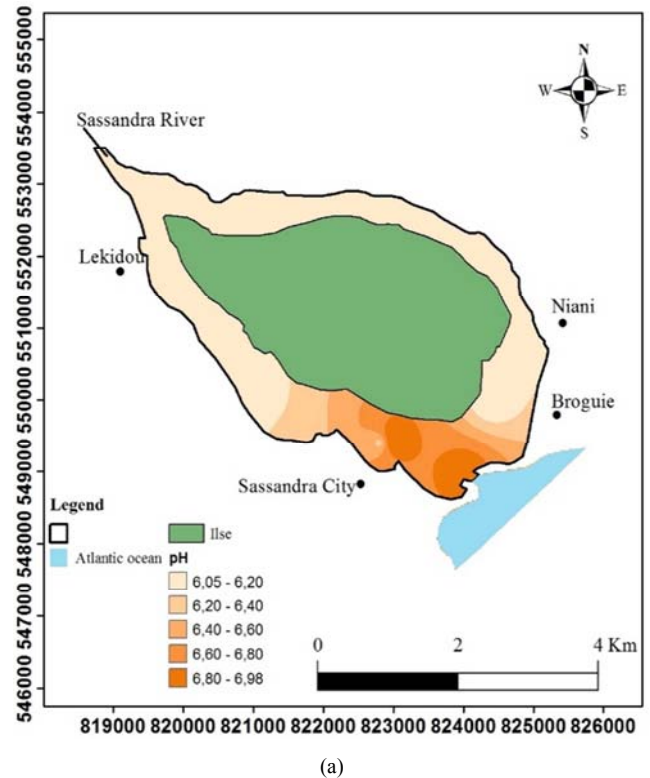 555000
554000
553000
552000
551000
550000
549000
548000
547000
546000
N
W E
S
Sassandra River
Lekidou
Niani
Broguie
Sassandra City
Legend
Ilse
Atlantic ocean
pH
6,05 - 6,20
6,20 - 6,40
6,40 - 6,60
6,60 - 6,80
6,80 - 6,98
0 2 4 Km
819000 820000 821000 822000 823000 824000 825000 826000
(a)